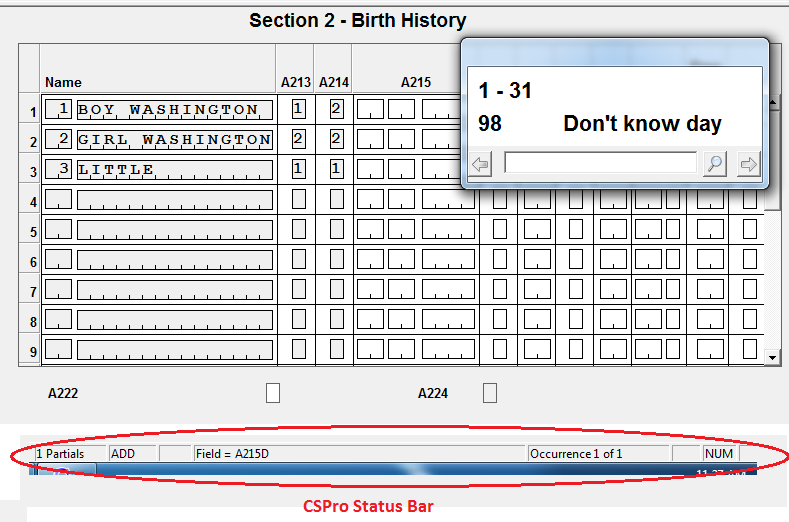 Section 2 - Birth History
Name A213 A214 A215
1 1 BOY WASHINGTON 1 2
2 2 GIRL WASHINGTON 2 2
3 3 LITTLE 1 1
4
5
6
7
8
9
1 - 31
98 Don't know day
A222 A224
1 Partials ADD Field = A215D Occurrence 1 of 1 NUM
CSPro Status Bar